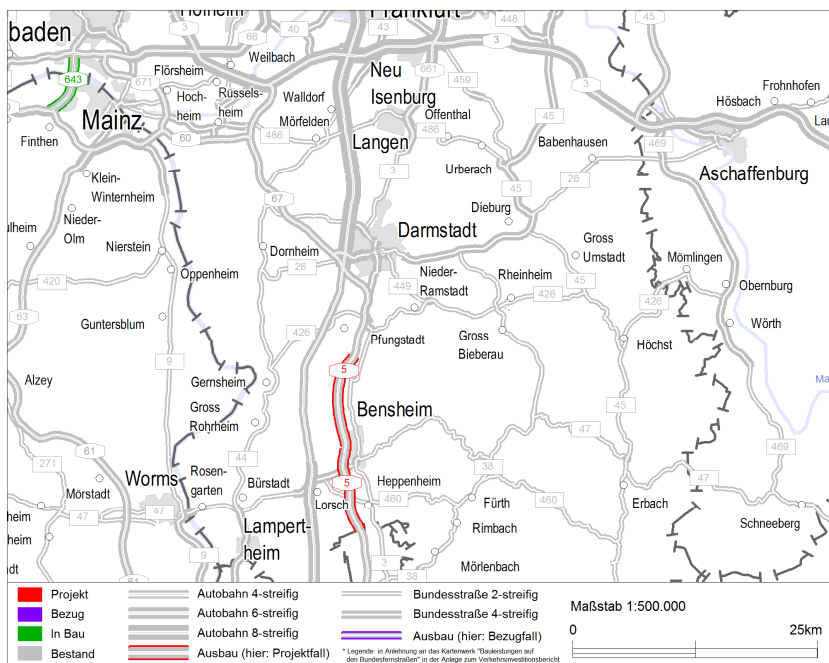 Hofheim
Frankfurt
baden
3
66
40
43
448
45
3
Weilbach
661
Neu
Isenburg
459
3
643
Flörsheim
671
Hoch-
heim
Rüssels-
heim
Walldorf
Mörfelden
Offenthal
486
Frohnhofen
Hösbach
Mainz
Finthen
60
486
Langen
Urberach
45
Babenhausen
469
Aschaffenburg
Klein-
Winternheim
3
26
45
67
Nieder-
Olm
Nierstein
Dieburg
Darmstadt
Dornheim
Gross
Umstadt
Mömlingen
Oppenheim
26
Nieder-
Ramstadt
449
Rheinheim
426
45
420
426
Obernburg
63
Guntersblum
426
Pfungstadt
Gross
Bieberau
Höchst
Wörth
9
5
Alzey
Gernsheim
Gross
Rohrheim
Bensheim
45
47
61
271
44
38
469
47
Worms
Mörstadt
Rosen-
garten
Bürstadt
5
Heppenheim
Lorsch
460
Fürth
460
Erbach
Schneeberg
47
47
heim
heim
Lampert-
heim
Rimbach
9
3
38
Mörlenbach
61
Projekt
Bezug
In Bau
Bestand
Autobahn 4-streifig
Autobahn 6-streifig
Autobahn 8-streifig
Ausbau (hier: Projektfall)
Bundesstraße 2-streifig
Bundesstraße 4-streifig
Ausbau (hier: Bezugfall)
* Legende: in Anlehnung an das Kartenwerk "Bauleistungen auf
den Bundesfernstraßen" in der Anlage zum Verkehrsinvestitionsbericht
Maßstab 1:500.000
0
25km